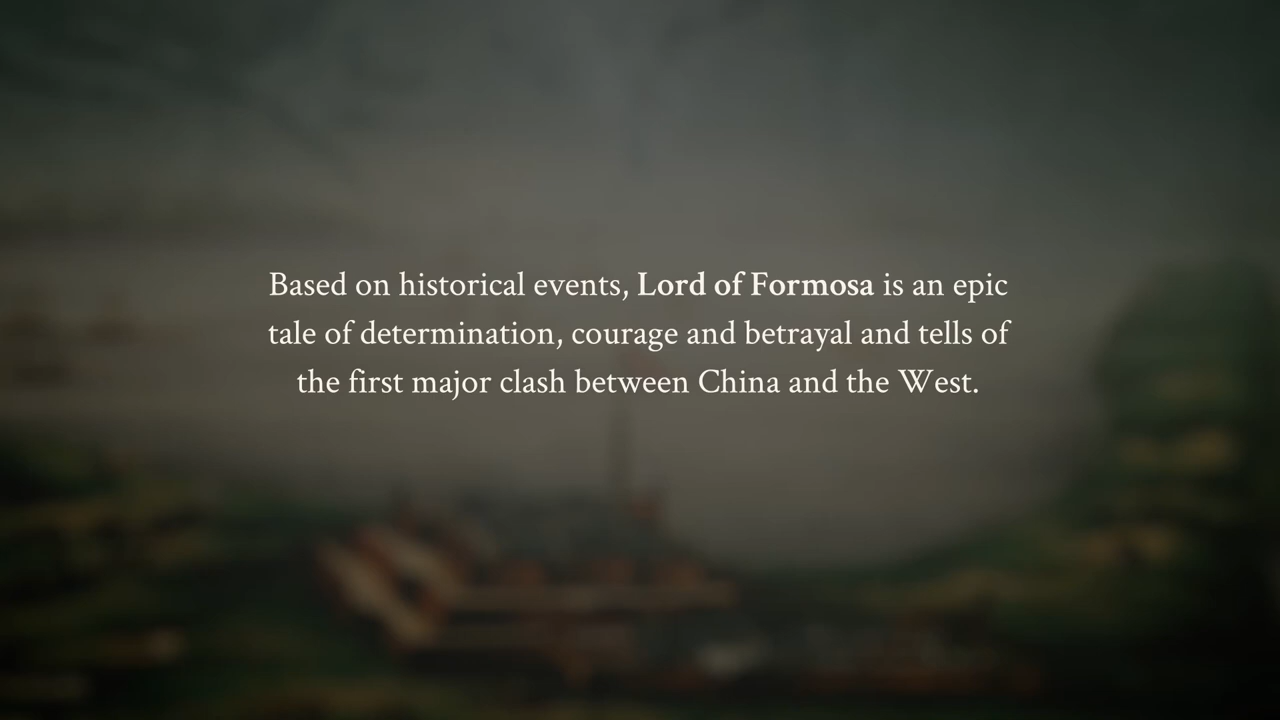 Based on historical events, Lord of Formosa is an epic
tale of determination, courage and betrayal and tells of
the first major clash between China and the West.